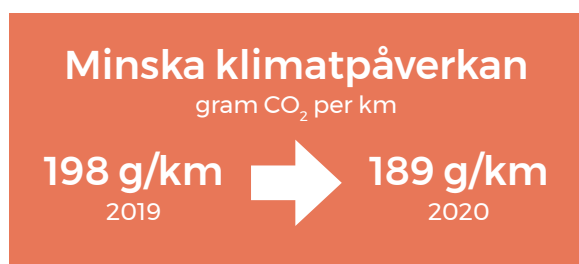 Minska klimatpåverkan
gram CO₂ per km
198 g/km
2019
189 g/km
2020